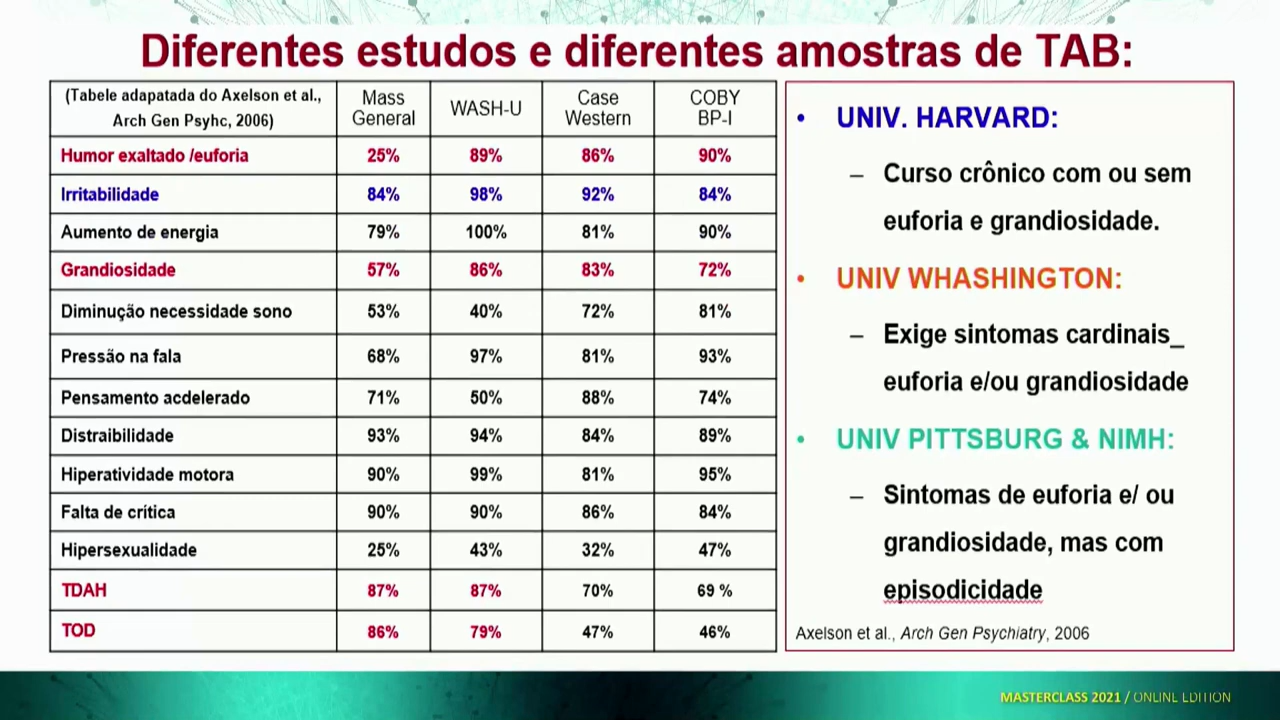 Diferentes estudos e diferentes amostras de TAB:
(Tabele adapatada do Axelson et al.,
Arch Gen Psyhc, 2006)
Mass
General
WASH-U
Case
Western
COBY
BP-I
Humor exaltado /euforia 25% 89% 86% 90%
Irritabilidade 84% 98% 92% 84%
Aumento de energia 79% 100% 81% 90%
Grandiosidade 57% 86% 83% 72%
Diminução necessidade sono 53% 40% 72% 81%
Pressão na fala 68% 97% 81% 93%
Pensamento acdelerado 71% 50% 88% 74%
Distraibilidade 93% 94% 84% 89%
Hiperatividade motora 90% 99% 81% 95%
Falta de crítica 90% 90% 86% 84%
Hipersexualidade 25% 43% 32% 47%
TDAH 87% 87% 70% 69 %
TOD 86% 79% 47% 46%
• UNIV. HARVARD:
– Curso crônico com ou sem
euforia e grandiosidade.
• UNIV WHASHINGTON:
– Exige sintomas cardinais_
euforia e/ou grandiosidade
• UNIV PITTSBURG & NIMH:
– Sintomas de euforia e/ ou
grandiosidade, mas com
episodicidade
Axelson et al., Arch Gen Psychiatry, 2006
MASTERCLASS 2021 / ONLINE EDITION